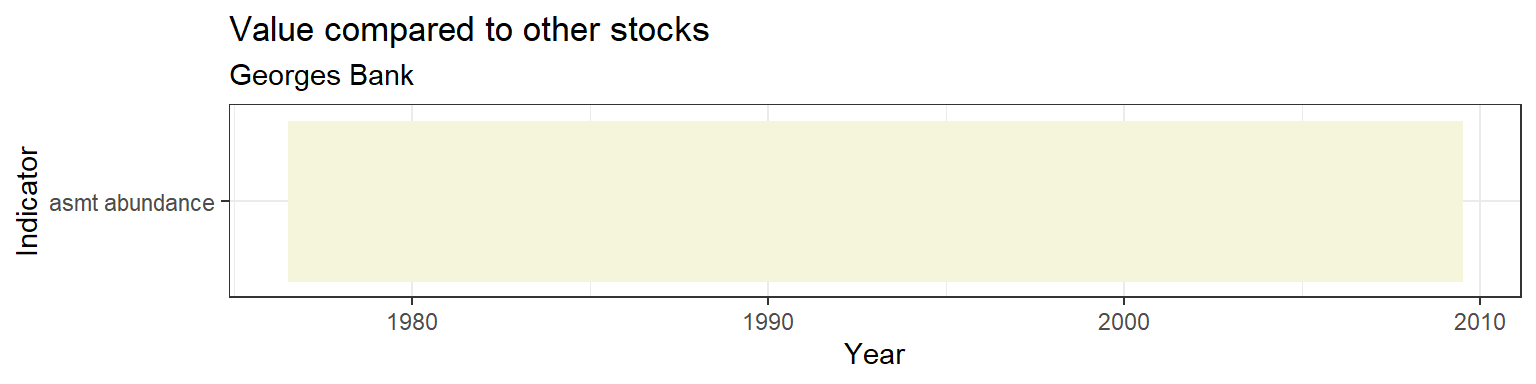 Value compared to other stocks
Georges Bank
Indicator
asmt abundance
1980 1990 2000 2010
Year